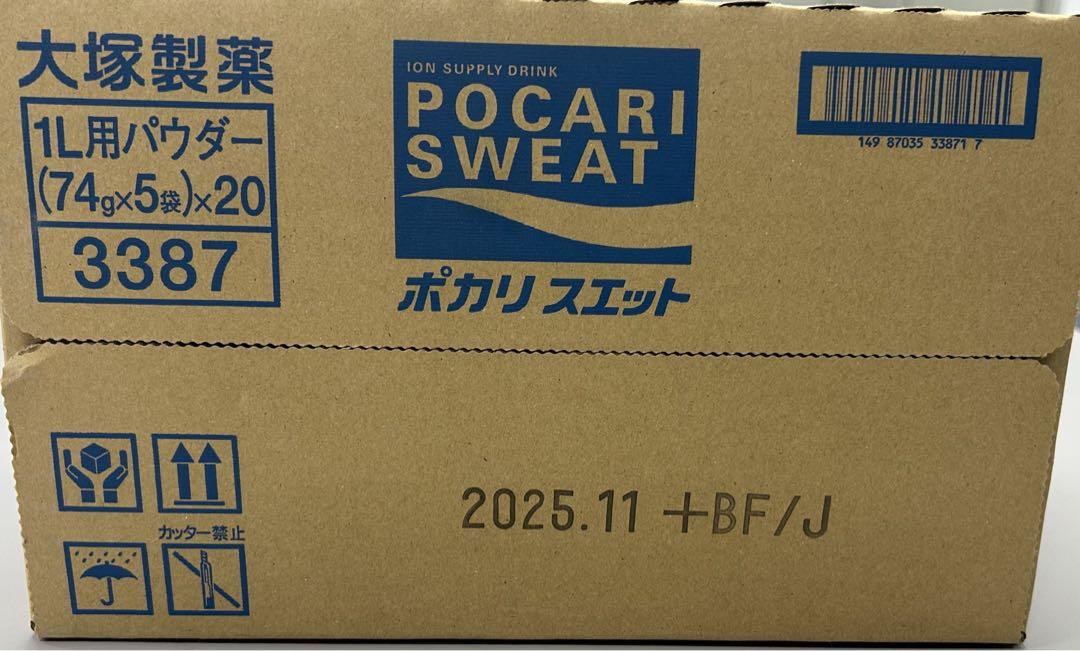 大塚製薬
1L用パウダー
(74g×5袋)×20
3387
ION SUPPLY DRINK
POCARI
SWEAT
ポカリスエット
149 87035 33871 7
カッター禁止
2025.11 +BF/J